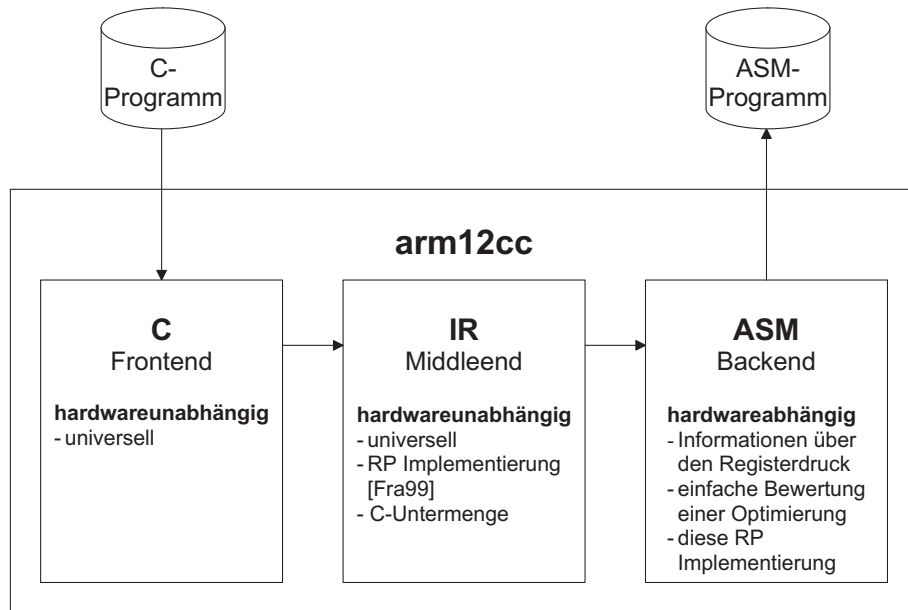 C-
Programm
ASM-
Programm
arm12cc
C
Frontend
hardwareunabhängig
- universell
IR
Middleend
hardwareunabhängig
- universell
- RP Implementierung
[Fra99]
- C-Untermenge
ASM
Backend
hardwareabhängig
- Informationen über
den Registerdruck
- einfache Bewertung
einer Optimierung
- diese RP
Implementierung